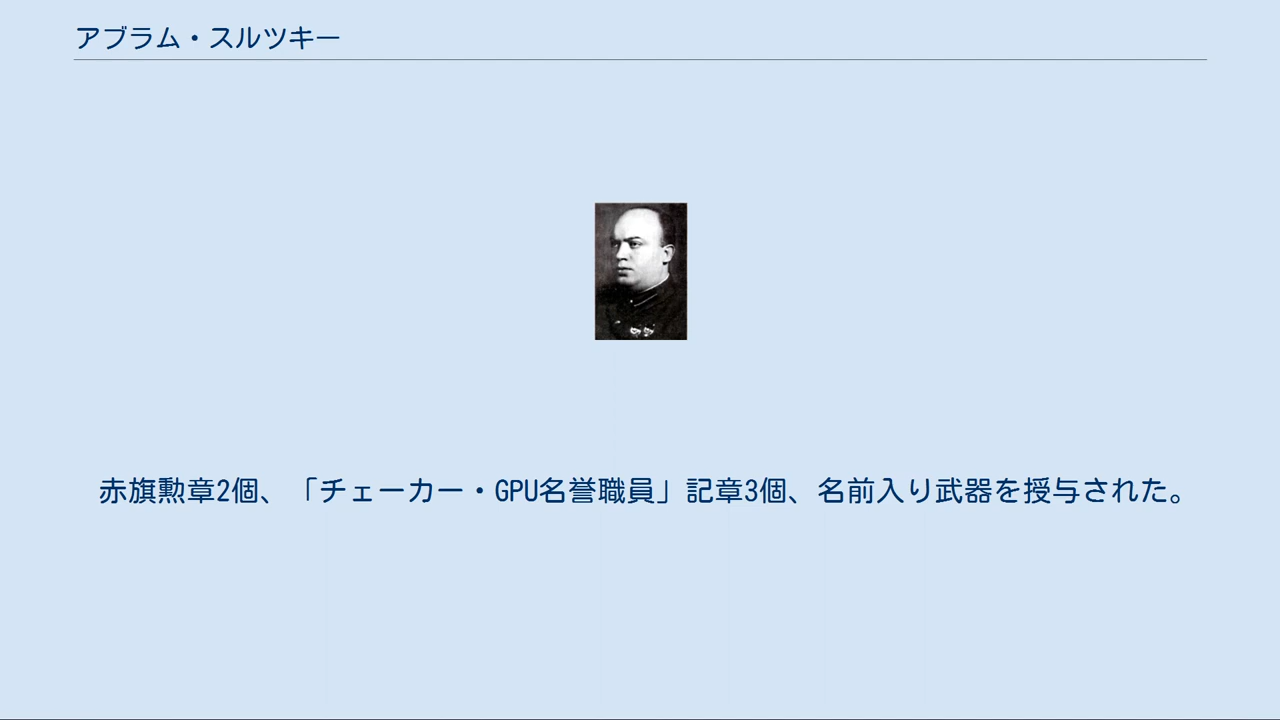 アブラム・スルツキー
赤旗勲章2個、「チェーカー・GPU名誉職員」記章3個、名前入り武器を授与された。